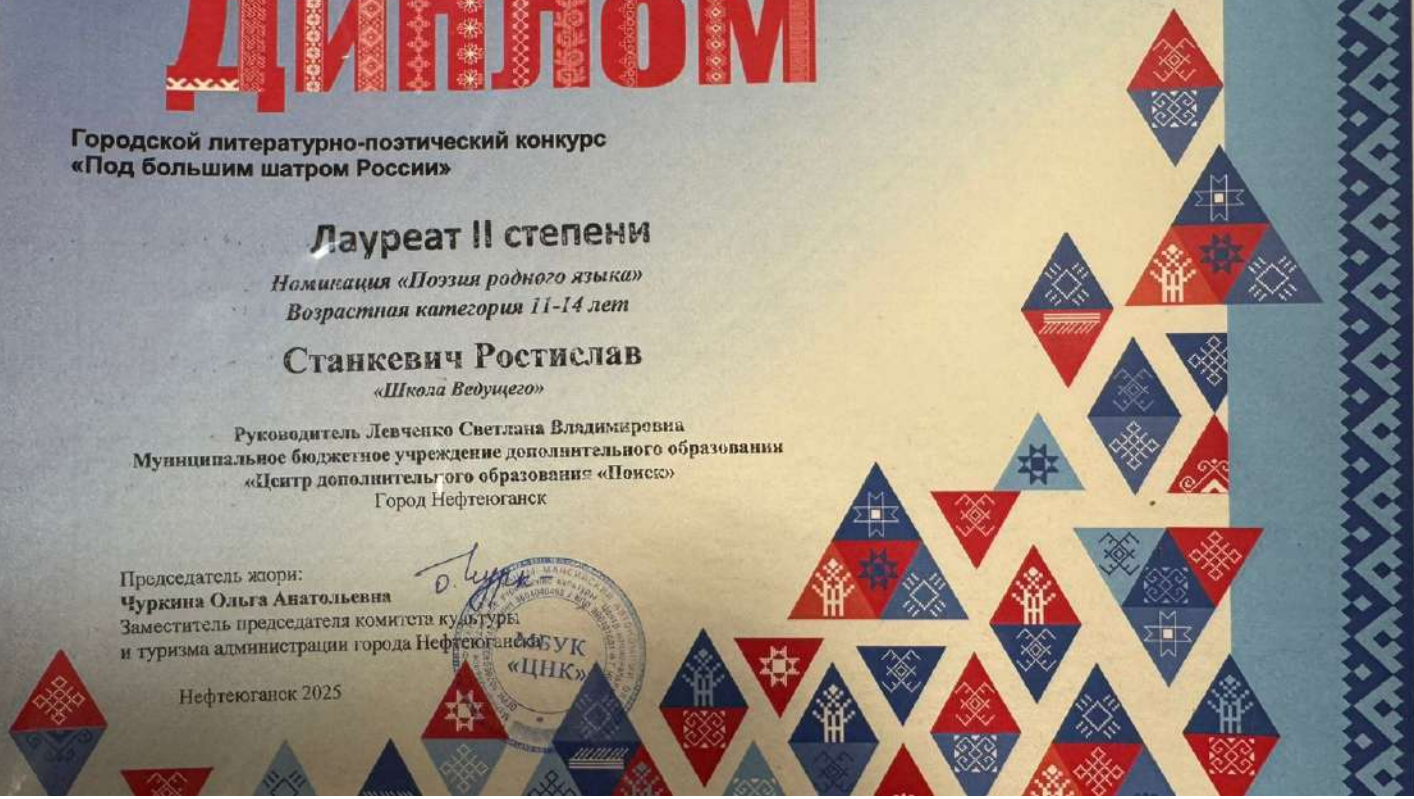 Диплом
Городской литературно-поэтический конкурс
«Под большим шатром России»
Лауреат II степени
Номинация «Поэзия родного языка»
Возрастная категория 11-14 лет
Станкевич Ростислав
«Школа Ведущего»
Руководитель Левченко Светлана Владимировна
Муниципальное бюджетное учреждение дополнительного образования
«Центр дополнительного образования «Поиск»
Город Нефтеюганск
Председатель жюри:
Чуркина Ольга Анатольевна
Заместитель председателя комитета культуры
и туризма администрации города Нефтеюганска
МБУК
«ЦНК»
Нефтеюганск 2025